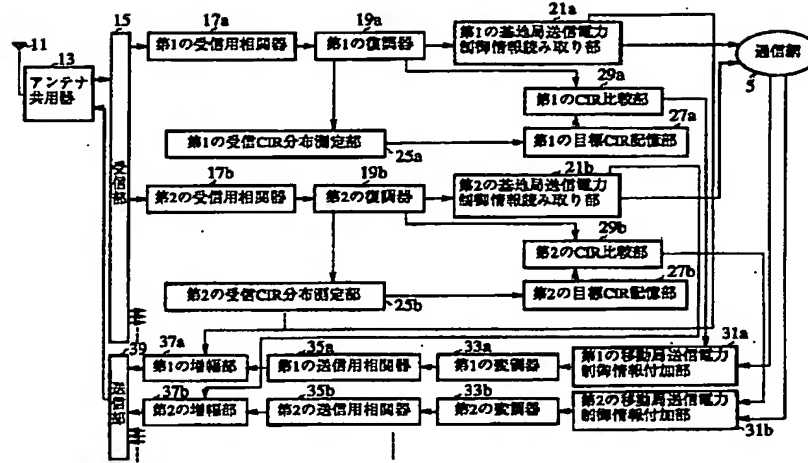 11
13
アンテナ
共用器
15
受信部
17a
第1の受信用相関器
19a
第1の復調器
21a
第1の基地局送信電力
制御情報読み取り部
通信網
5
29a
第1のCIR比較部
27a
第1の受信CIR分布測定部
25a
第1の目標CIR記憶部
17b
第2の受信用相関器
19b
第2の復調器
21b
第2の基地局送信電力
制御情報読み取り部
29b
第2のCIR比較部
27b
第2の受信CIR分布測定部
25b
第2の目標CIR記憶部
39
送信部
37a
第1の増幅部
35a
第1の送信用相関器
33a
第1の変調器
31a
第1の移動局送信電力
制御情報付加部
37b
第2の増幅部
35b
第2の送信用相関器
33b
第2の変調器
第2の移動局送信電力
制御情報付加部
31b